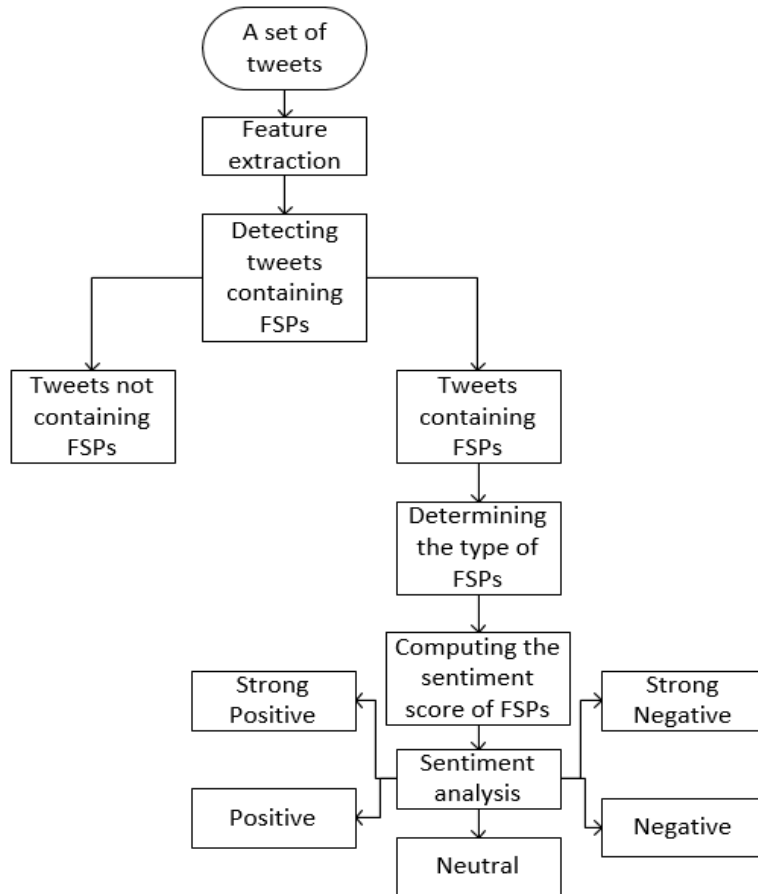 A set of
tweets
Feature
extraction
Detecting
tweets
containing
FSPs
Tweets not
containing
FSPs
Tweets
containing
FSPs
Determining
the type of
FSPs
Computing the
sentiment
score of FSPs
Strong
Positive
Strong
Negative
Sentiment
analysis
Positive
Negative
Neutral